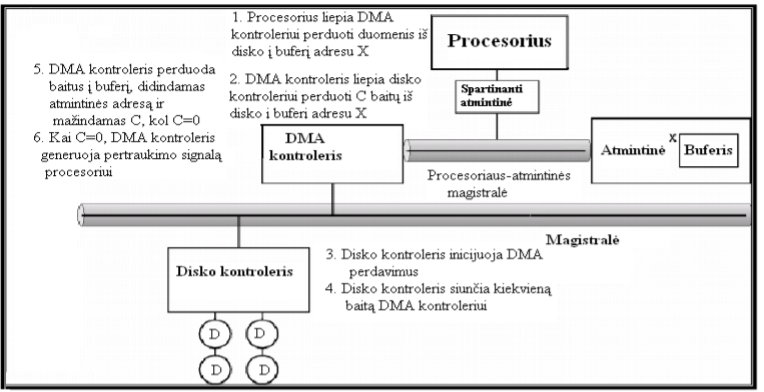 1. Procesorius liepia DMA
kontroleriui perduoti duomenis iš
disko į buferį adresu X
2. DMA kontroleris liepia disko
kontroleriui perduoti C baitų iš
disko i buferi adresu X
5. DMA kontroleris perduoda
baitus į buferį, didindamas
atmintinės adresą ir
mažindamas C, kol C=0
6. Kai C=0, DMA kontroleris
generuoja pertraukimo signalą
procesoriui
Procesorius
Spartinanti
atmintinė
DMA
kontroleris
Atmintinė
X
Buferis
Procesoriaus-atmintinės
magistralė
Magistralė
Disko kontroleris
3. Disko kontroleris inicijuoja DMA
perdavimus
4. Disko kontroleris siunčia kiekvieną
baitą DMA kontroleriui
D D
D D